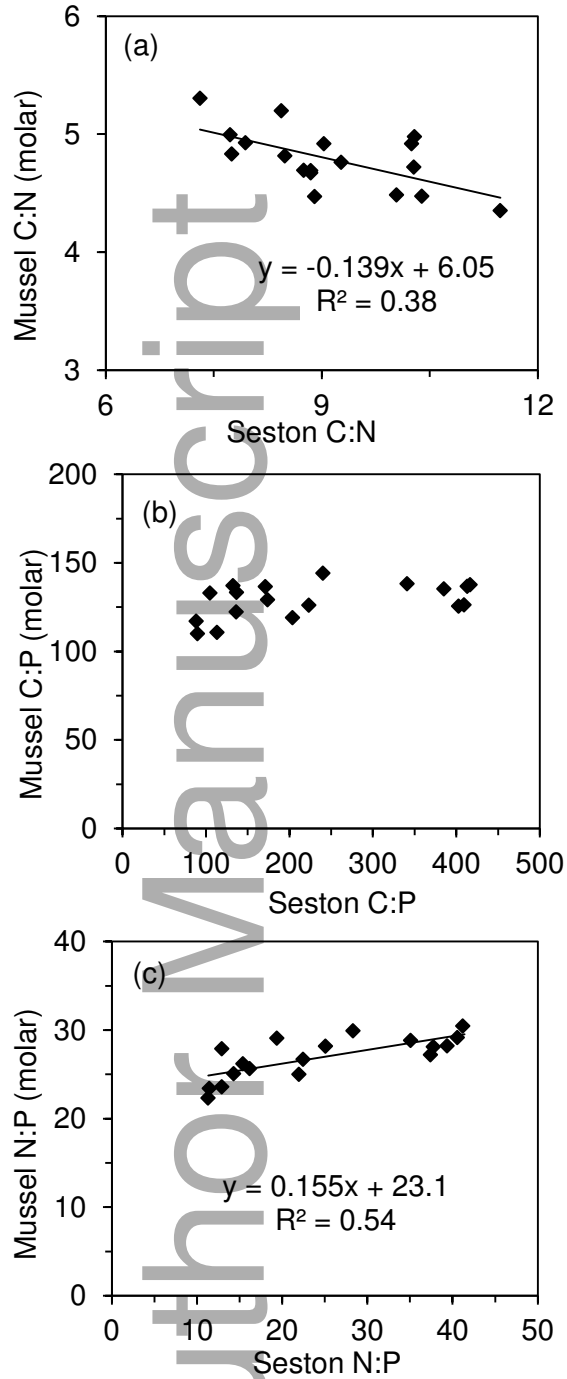 (a)
6
5
4
3
Mussel C:N (molar)
y = -0.139x + 6.05
R² = 0.38
6 9 12
Seston C:N
(b)
200
150
100
50
0
Mussel C:P (molar)
0 100 200 300 400 500
Seston C:P
(c)
40
30
20
10
0
Mussel N:P (molar)
y = 0.155x + 23.1
R² = 0.54
0 10 20 30 40 50
Seston N:P
uthor Manuscript